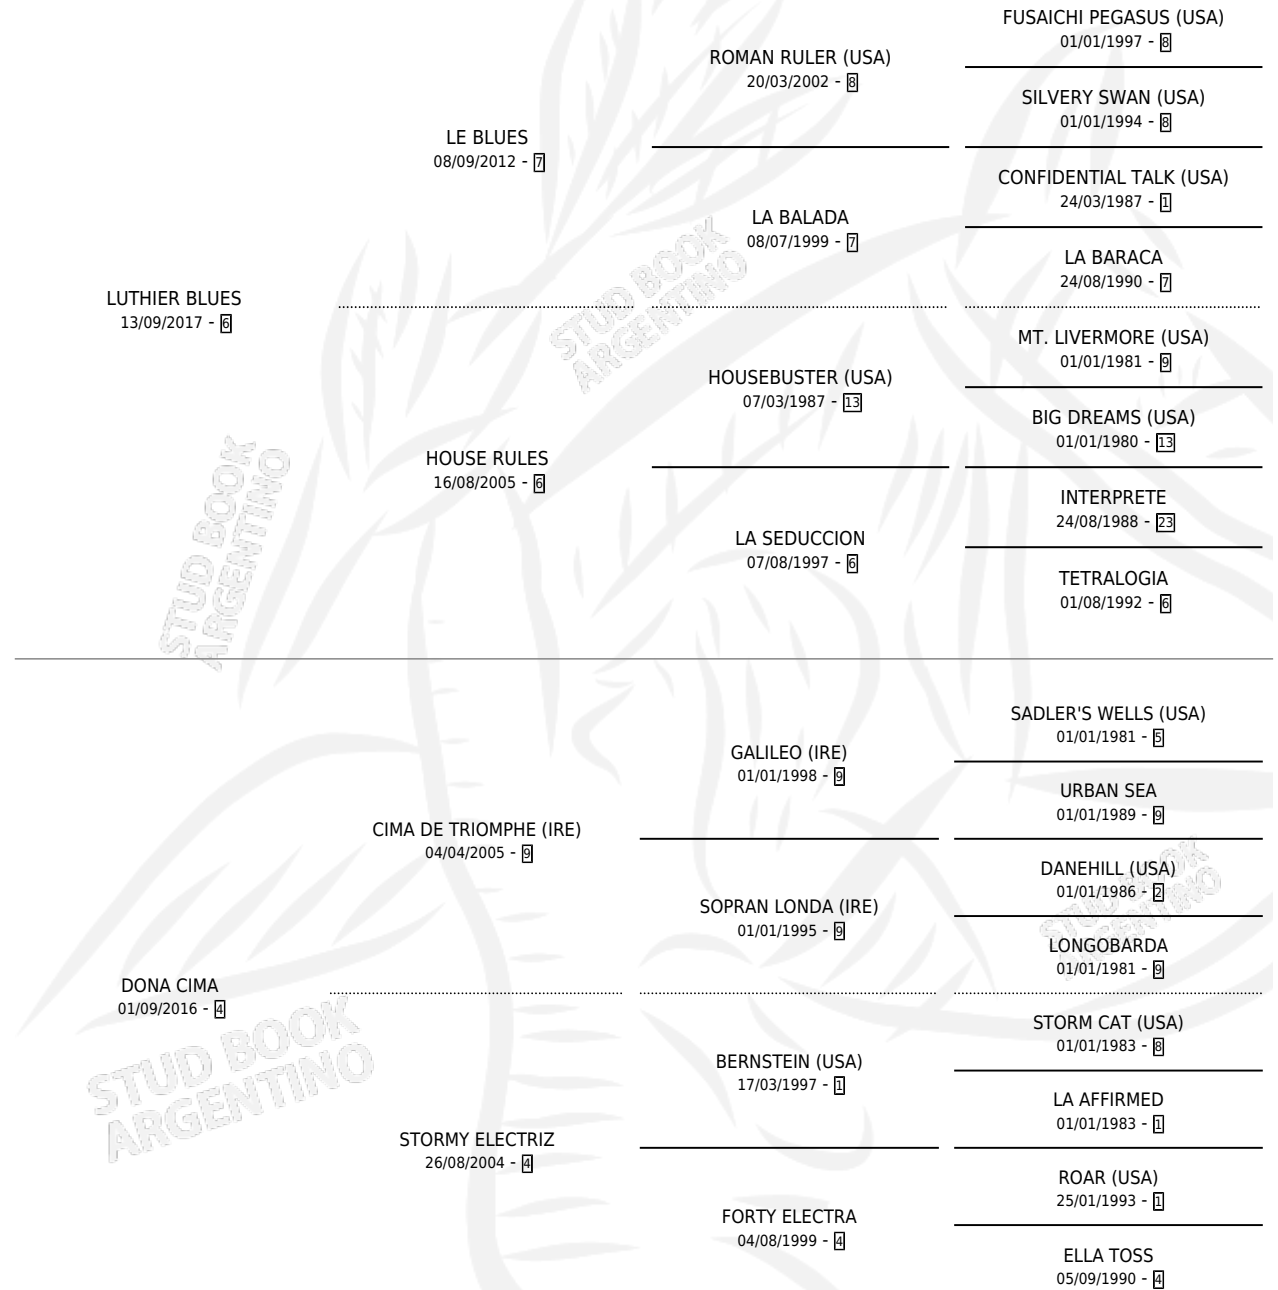 FUSAICHI PEGASUS (USA)
01/01/1997 - 8
ROMAN RULER (USA)
20/03/2002 - 8
SILVERY SWAN (USA)
01/01/1994 - 8
LE BLUES
08/09/2012 - 7
CONFIDENTIAL TALK (USA)
24/03/1987 - 1
LA BALADA
08/07/1999 - 7
LA BARACA
24/08/1990 - 7
LUTHIER BLUES
13/09/2017 - 6
MT. LIVERMORE (USA)
01/01/1981 - 9
HOUSEBUSTER (USA)
07/03/1987 - 13
BIG DREAMS (USA)
01/01/1980 - 13
HOUSE RULES
16/08/2005 - 6
INTERPRETE
24/08/1988 - 23
LA SEDUCCION
07/08/1997 - 6
TETRALOGIA
01/08/1992 - 6
SADLER'S WELLS (USA)
01/01/1981 - 5
GALILEO (IRE)
01/01/1998 - 9
URBAN SEA
01/01/1989 - 9
CIMA DE TRIOMPHE (IRE)
04/04/2005 - 9
DANEHILL (USA)
01/01/1986 - 2
SOPRAN LONDA (IRE)
01/01/1995 - 9
LONGOBARDA
01/01/1981 - 9
DONA CIMA
01/09/2016 - 4
STORM CAT (USA)
01/01/1983 - 8
BERNSTEIN (USA)
17/03/1997 - 1
LA AFFIRMED
01/01/1983 - 1
STORMY ELECTRIZ
26/08/2004 - 4
ROAR (USA)
25/01/1993 - 1
FORTY ELECTRA
04/08/1999 - 4
ELLA TOSS
05/09/1990 - 4
STUD BOOK
ARGENTINO
STUD BOOK
ARGENTINO
STUD BOOK
ARGENTINO
STUD BOOK
ARGENTINO